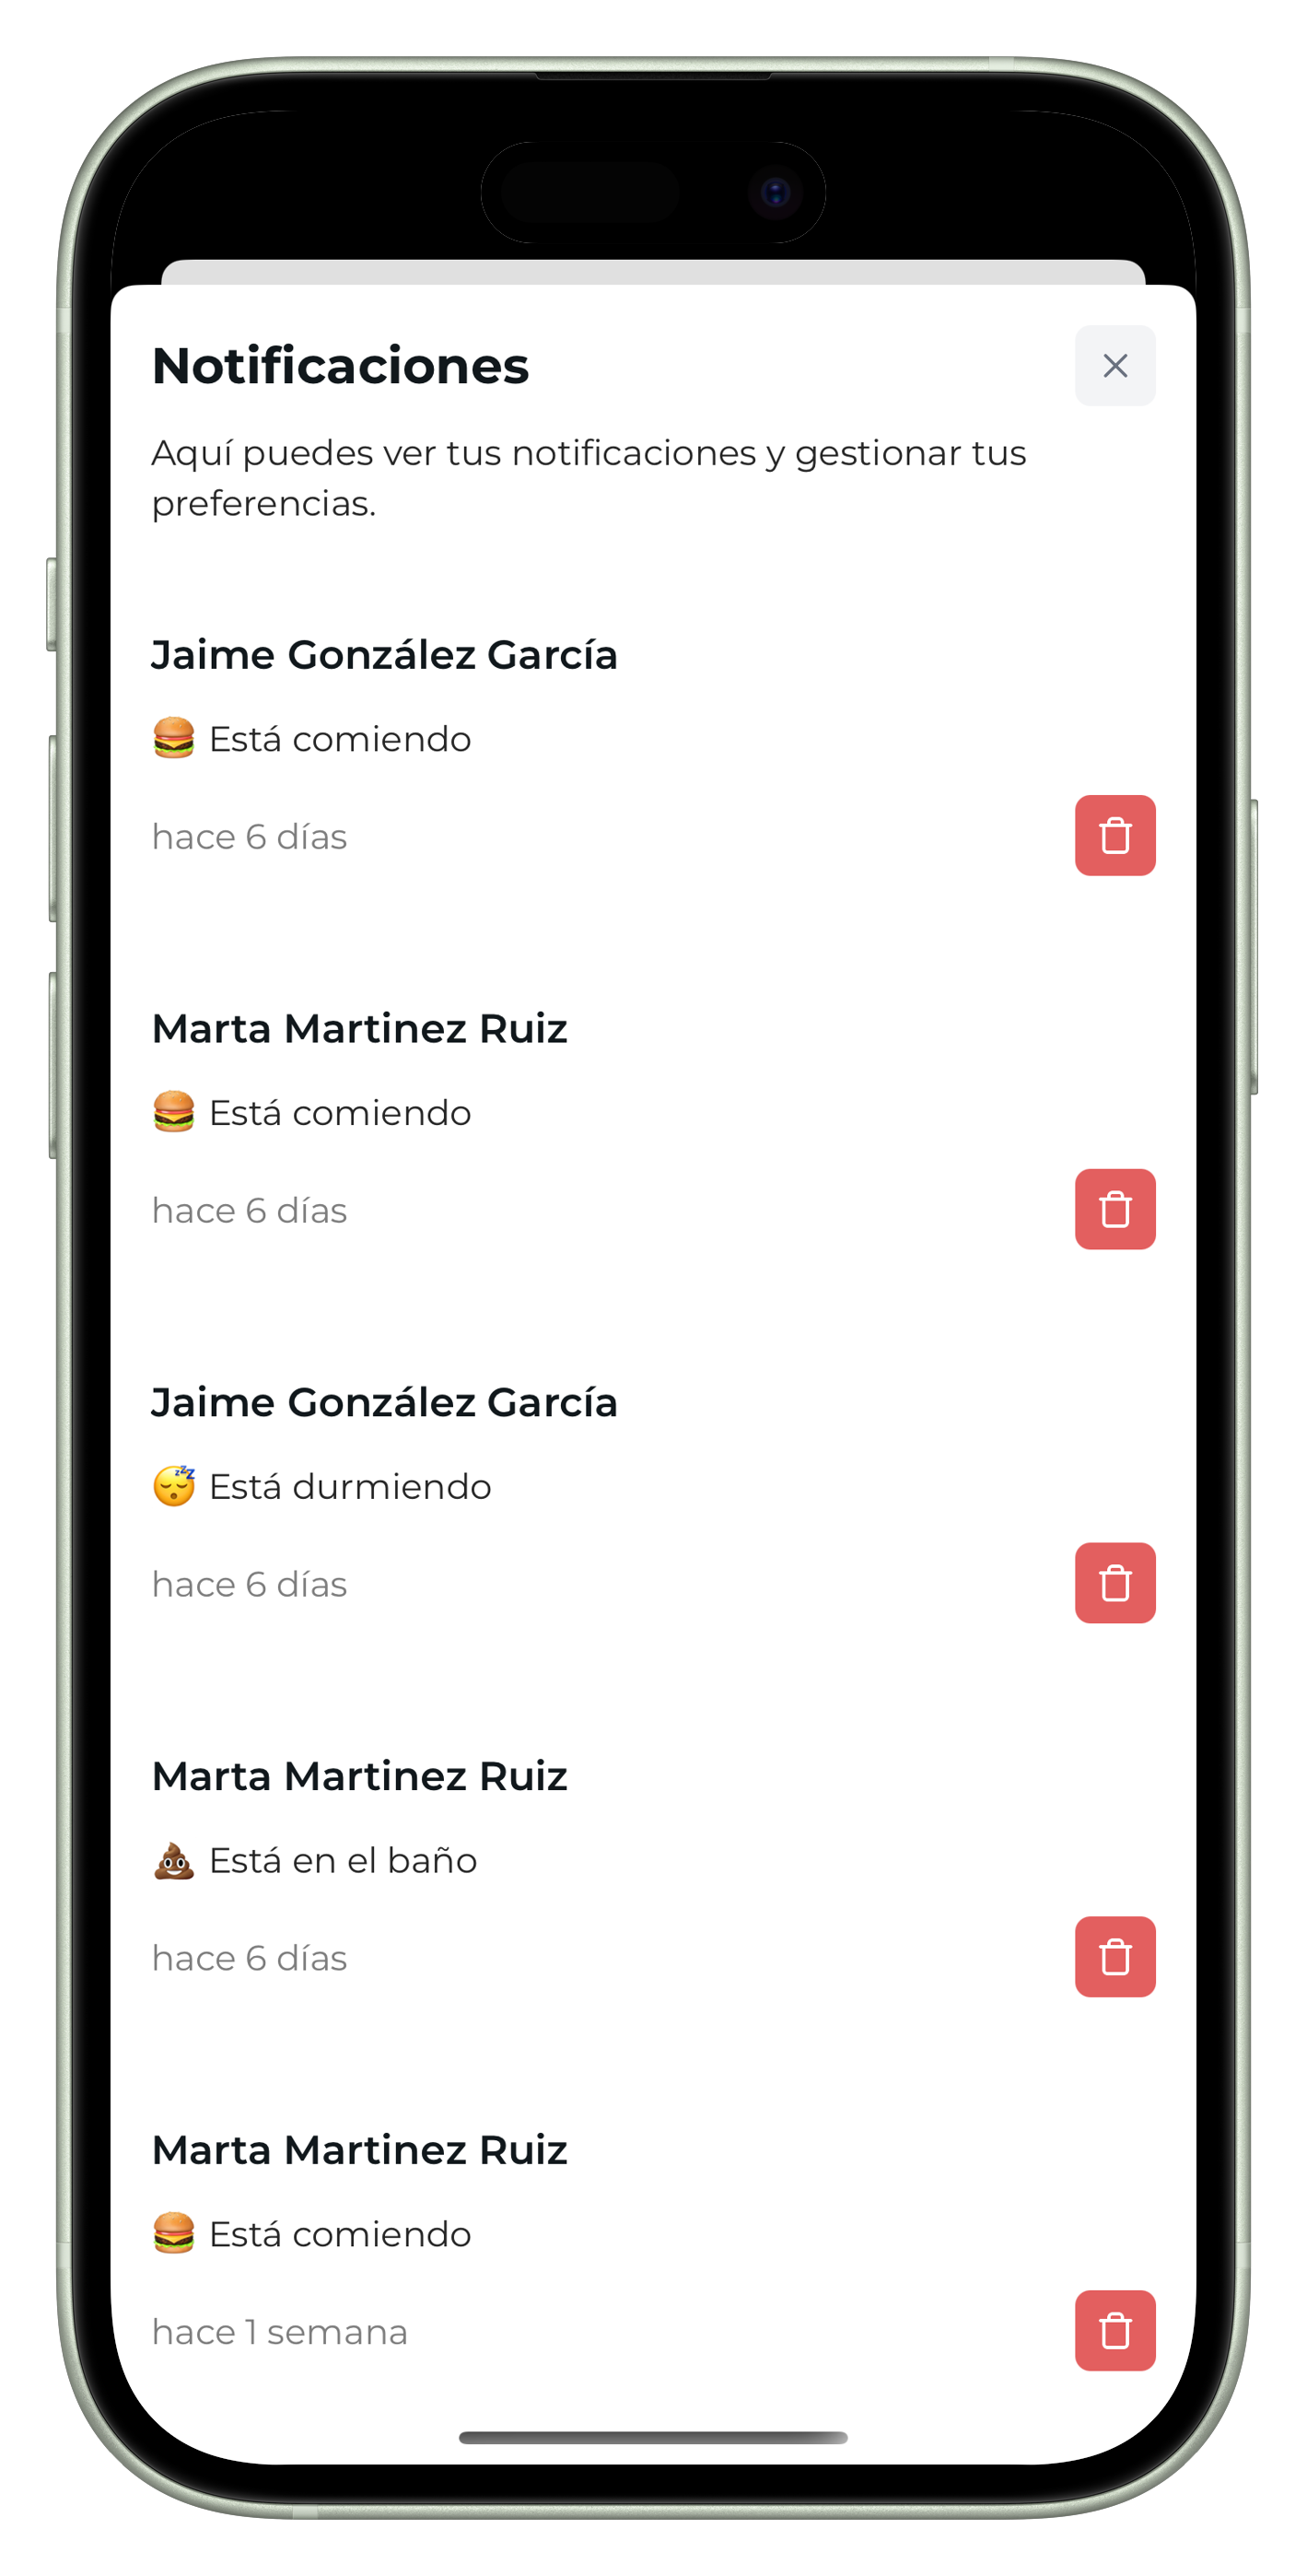 Notificaciones
Aquí puedes ver tus notificaciones y gestionar tus
preferencias.
Jaime González García
🍔 Está comiendo
hace 6 días
Marta Martinez Ruiz
🍔 Está comiendo
hace 6 días
Jaime González García
😴 Está durmiendo
hace 6 días
Marta Martinez Ruiz
💩 Está en el baño
hace 6 días
Marta Martinez Ruiz
🍔 Está comiendo
hace 1 semana